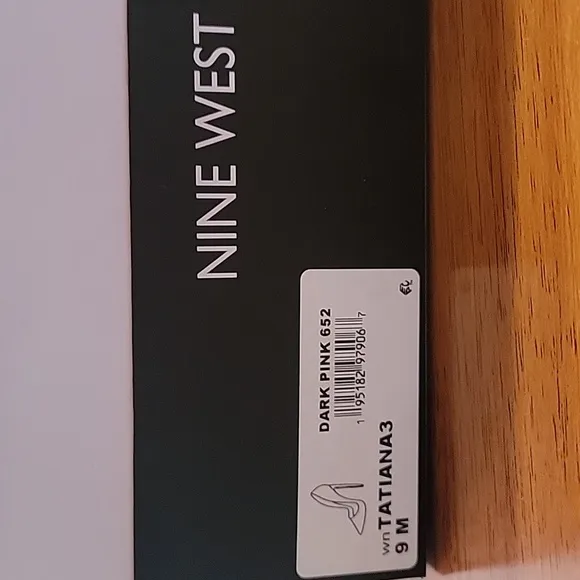 NINE WEST
DARK PINK 652
1 95182 97906 7
wnTATIANA3
9 M